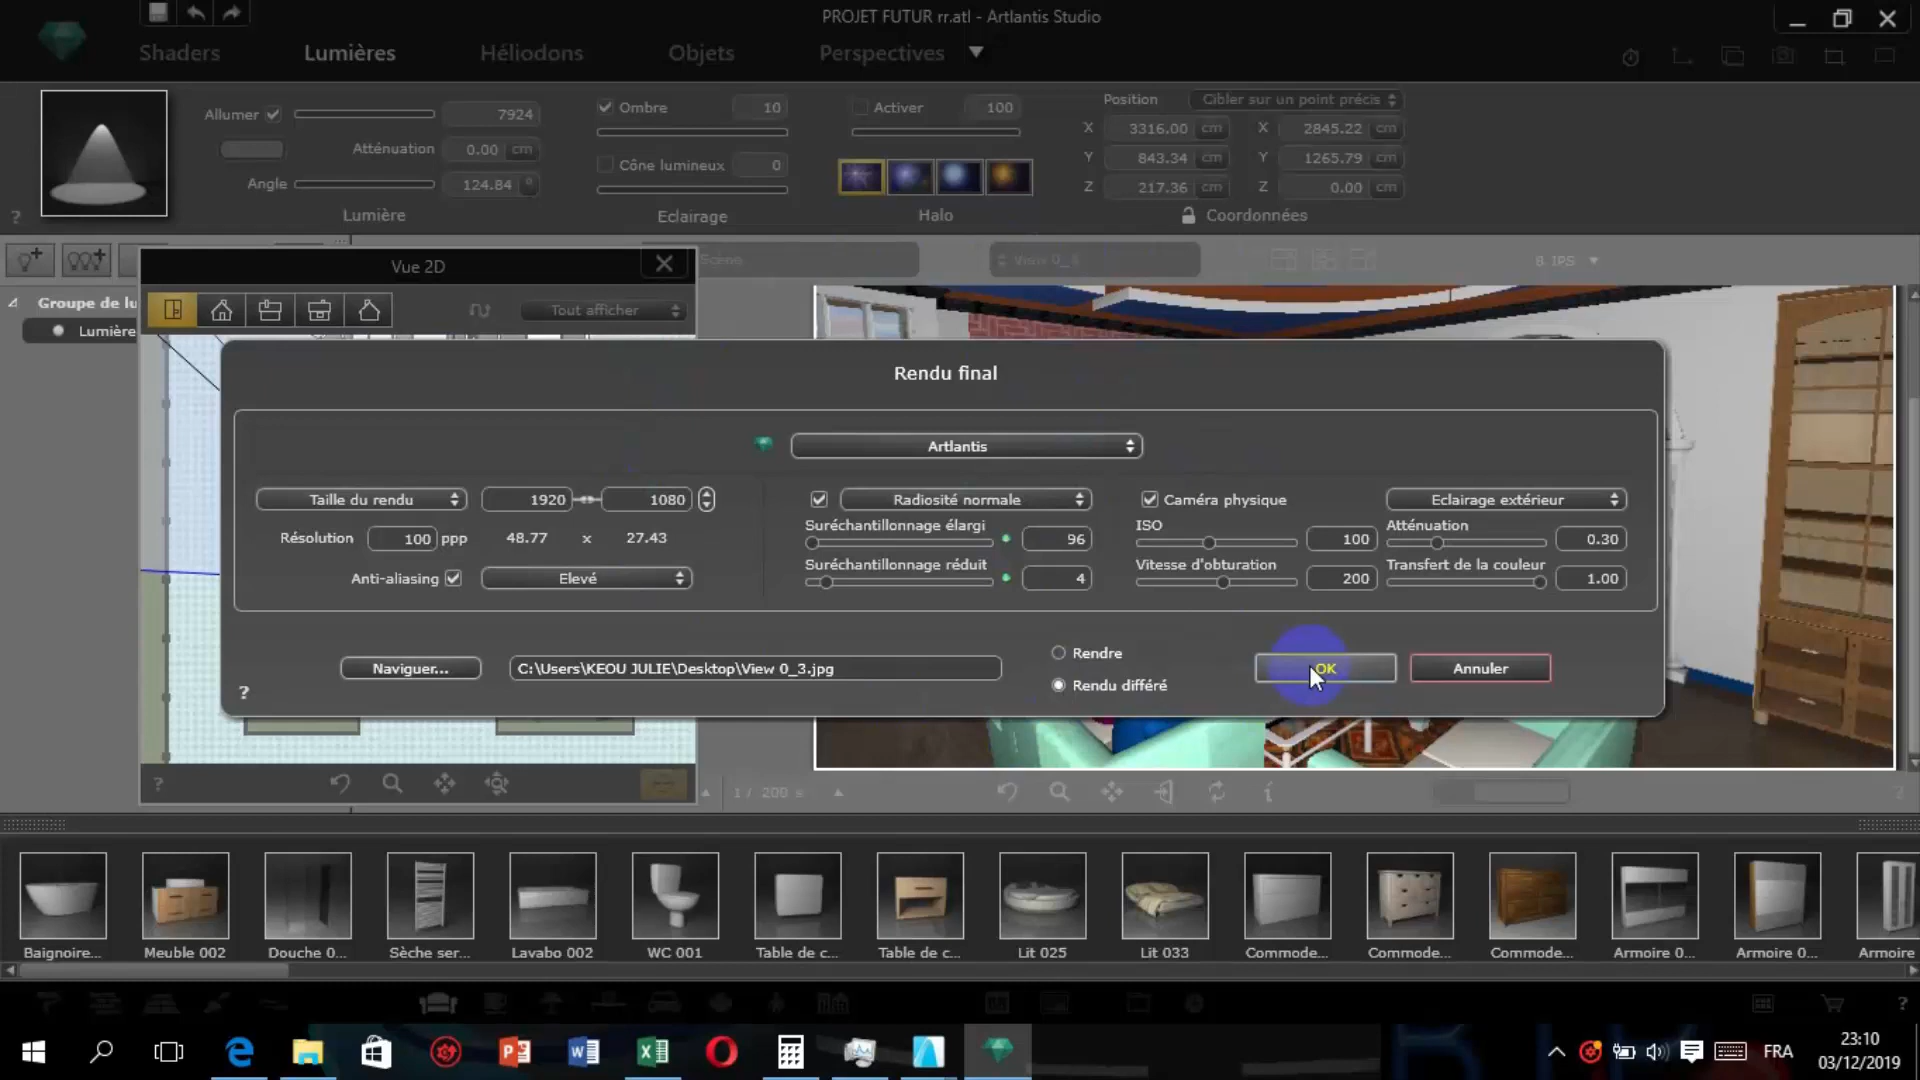 PROJET FUTUR rr.atl - Artlantis Studio
Shaders
Lumières
Héliodons
Objets
Perspectives
Allumer
7924
Atténuation
0.00 cm
Angle
124.84 °
Lumière
Ombre
10
Cône lumineux
0
Eclairage
Activer
100
Halo
Position
Cibler sur un point précis
X 3316.00 cm X 2845.22 cm
Y 843.34 cm Y 1265.79 cm
Z 217.36 cm Z 0.00 cm
Coordonnées
?
Vue 2D
Scène
8 IPS
Groupe de lu
Lumière
Tout afficher
Rendu final
Artlantis
Taille du rendu
1920
1080
Résolution 100 ppp 48.77 x 27.43
Anti-aliasing
Elevé
Radiosité normale
Suréchantillonnage élargi
96
Suréchantillonnage réduit
4
Caméra physique
ISO
100
Vitesse d'obturation
200
Eclairage extérieur
Atténuation
0.30
Transfert de la couleur
1.00
Naviguer...
C:\Users\KEOU JULIE\Desktop\View 0_3.jpg
Rendre
Rendu différé
OK
Annuler
?
?
1 / 200 s
Baignoire...
Meuble 002
Douche 0...
Sèche ser...
Lavabo 002
WC 001
Table de c...
Table de c...
Lit 025
Lit 033
Commode...
Commode...
Commode...
Armoire 0...
Armoire 0...
Armoire
?
FRA
23:10
03/12/2019